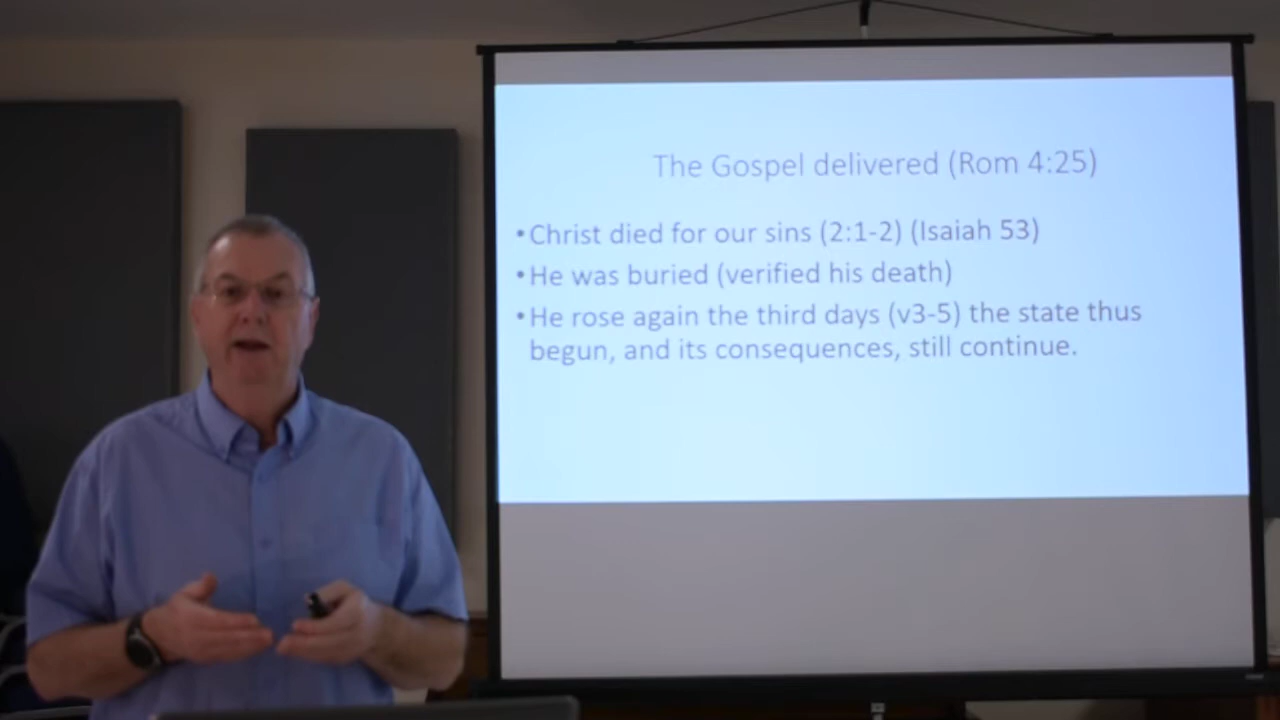 The Gospel delivered (Rom 4:25)
•Christ died for our sins (2:1-2) (Isaiah 53)
•He was buried (verified his death)
•He rose again the third days (v3-5) the state thus
begun, and its consequences, still continue.